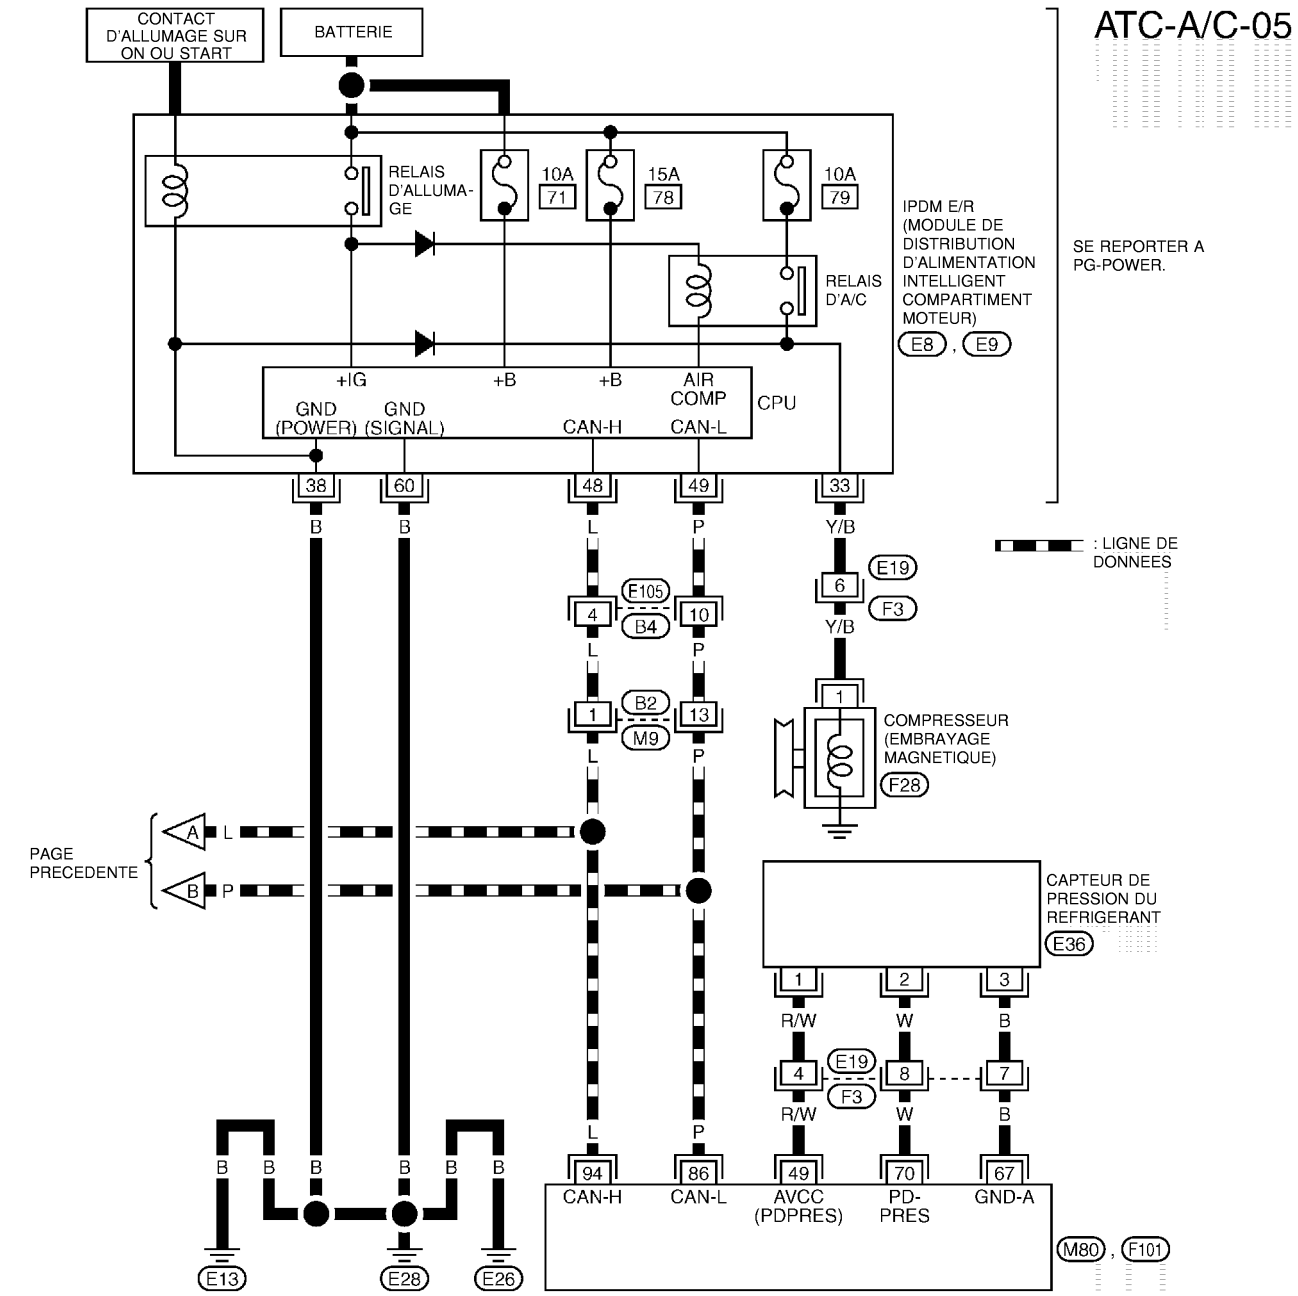 CONTACT
D'ALLUMAGE SUR
ON OU START
BATTERIE
ATC-A/C-05
RELAIS
D'ALLUMA-
GE
10A
71
15A
78
10A
79
IPDM E/R
(MODULE DE
DISTRIBUTION
D'ALIMENTATION
INTELLIGENT
COMPARTIMENT
MOTEUR)
E8 , E9
SE REPORTER A
PG-POWER.
RELAIS
D'A/C
+IG
+B
+B
AIR
COMP
CPU
GND
(POWER)
GND
(SIGNAL)
CAN-H
CAN-L
38
60
48
49
33
B
B
L
P
Y/B
: LIGNE DE
DONNEES
E19
6
F3
Y/B
E105
4
10
B4
L
P
B2
1
13
M9
L
P
1
COMPRESSEUR
(EMBRAYAGE
MAGNETIQUE)
F28
PAGE
PRECEDENTE
A L
B P
CAPTEUR DE
PRESSION DU
REFRIGERANT
E36
1
2
3
R/W
W
B
E19
4
8
7
F3
R/W
W
B
L
P
B
B
B
B
B
B
94
86
49
70
67
CAN-H
CAN-L
AVCC
(PDPRES)
PD-
PRES
GND-A
M80 , F101
E13
E28
E26